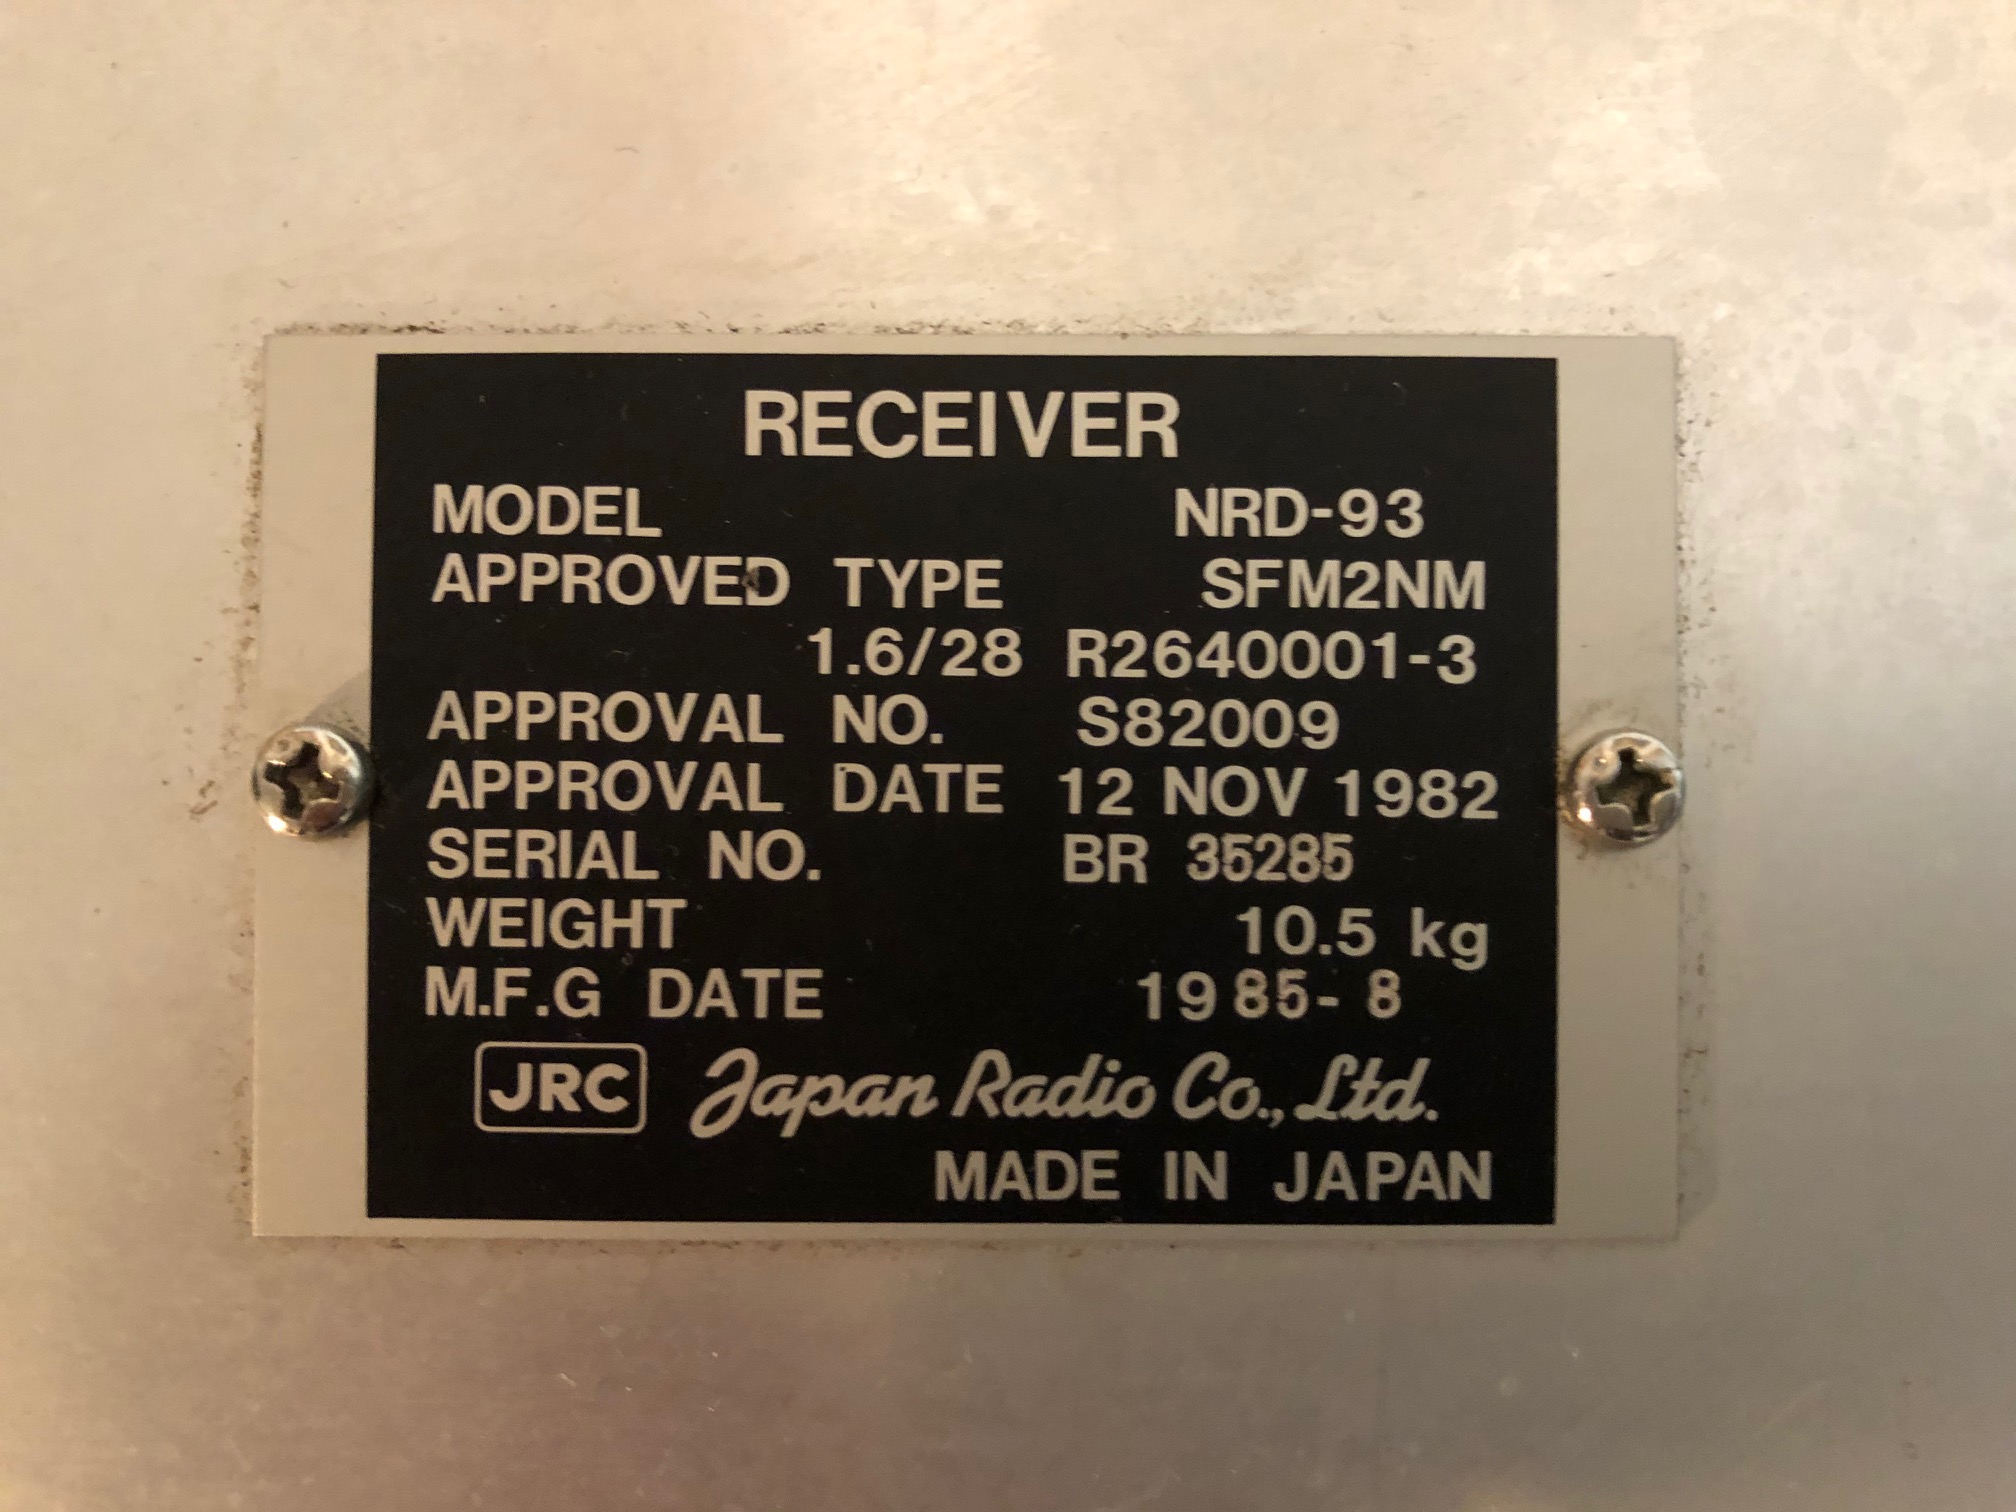 RECEIVER
MODEL NRD-93
APPROVED TYPE SFM2NM
1.6/28 R2640001-3
APPROVAL NO. S82009
APPROVAL DATE 12 NOV 1982
SERIAL NO. BR 35285
WEIGHT 10.5 kg
M.F.G DATE 1985-8
JRC Japan Radio Co., Ltd.
MADE IN JAPAN